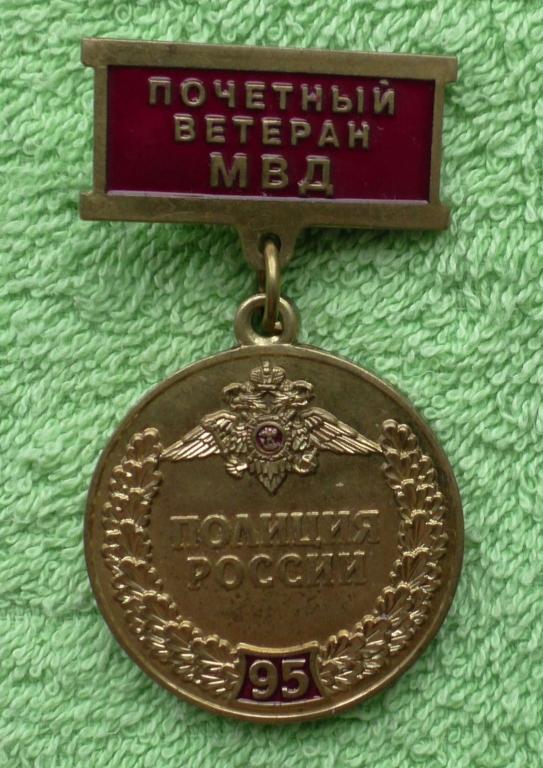 ПОЧЕТНЫЙ
ВЕТЕРАН
МВД
ПОЛИЦИЯ
РОССИИ
95